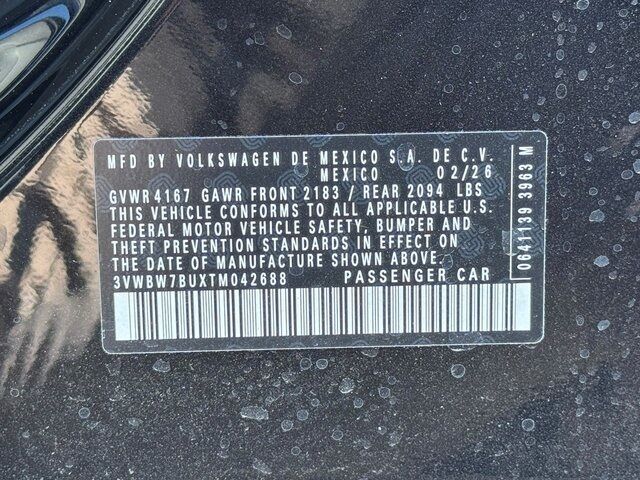 MFD BY VOLKSWAGEN DE MEXICO S.A. DE C.V.
MEXICO 02/26
GVWR 4167 GAWR FRONT 2183 / REAR 2094 LBS
THIS VEHICLE CONFORMS TO ALL APPLICABLE U.S.
FEDERAL MOTOR VEHICLE SAFETY, BUMPER AND
THEFT PREVENTION STANDARDS IN EFFECT ON
THE DATE OF MANUFACTURE SHOWN ABOVE.
3VWBW7BUXTM042688 PASSENGER CAR
0641139 3963 M